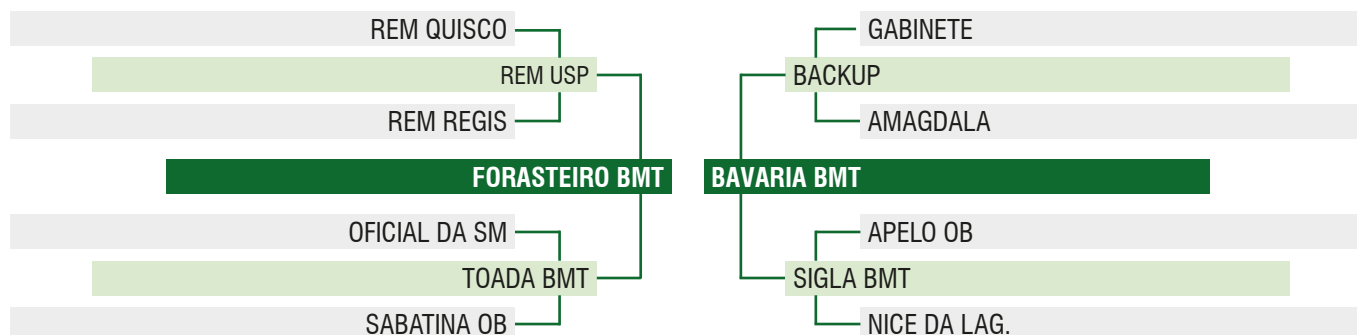 REM QUISCO
REM USP
REM REGIS
FORASTEIRO BMT
OFICIAL DA SM
TOADA BMT
SABATINA OB
GABINETE
BACKUP
AMAGDALA
BAVARIA BMT
APELO OB
SIGLA BMT
NICE DA LAG.